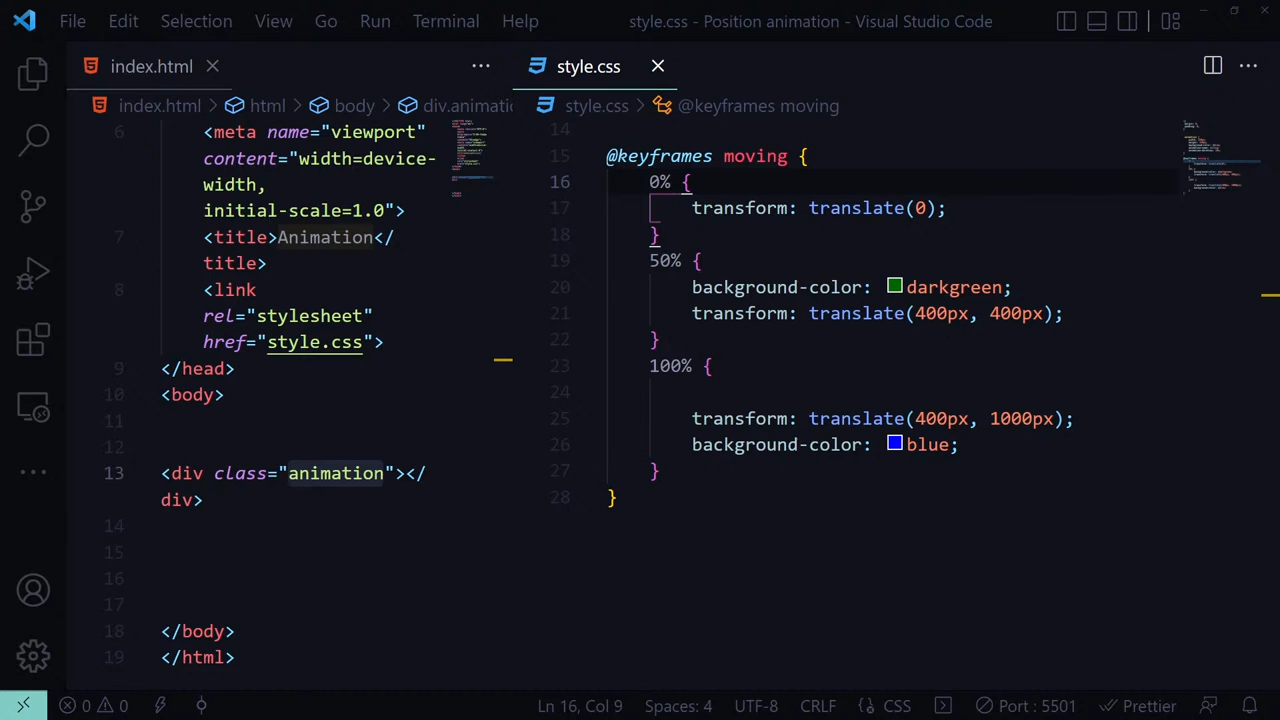 File Edit Selection View Go Run Terminal Help style.css - Position animation - Visual Studio Code
index.html
index.html > html > body > div.animatic
6 <meta name="viewport"
content="width=device-
width,
initial-scale=1.0">
7 <title>Animation</
title>
8 <link
rel="stylesheet"
href="style.css">
9 </head>
10 <body>
11
12
13 <div class="animation"></
div>
14
15
16
17
18 </body>
19 </html>
style.css
style.css > @keyframes moving
14
15 @keyframes moving {
16 0% {
17 transform: translate(0);
18 }
19 50% {
20 background-color: darkgreen;
21 transform: translate(400px, 400px);
22 }
23 100% {
24
25 transform: translate(400px, 1000px);
26 background-color: blue;
27 }
28 }
0 0 Ln 16, Col 9 Spaces: 4 UTF-8 CRLF CSS Port : 5501 Prettier